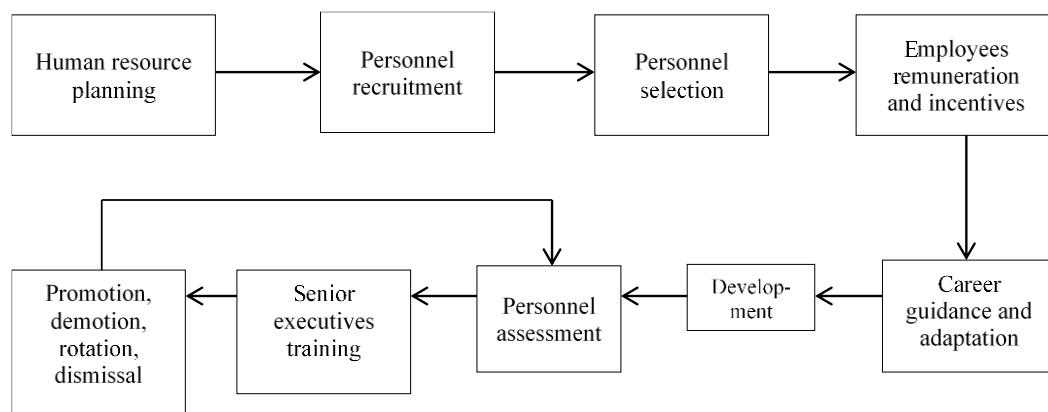 Human resource
planning
Personnel
recruitment
Personnel
selection
Employees
remuneration
and incentives
Career
guidance and
adaptation
Develop-
ment
Personnel
assessment
Senior
executives
training
Promotion,
demotion,
rotation,
dismissal